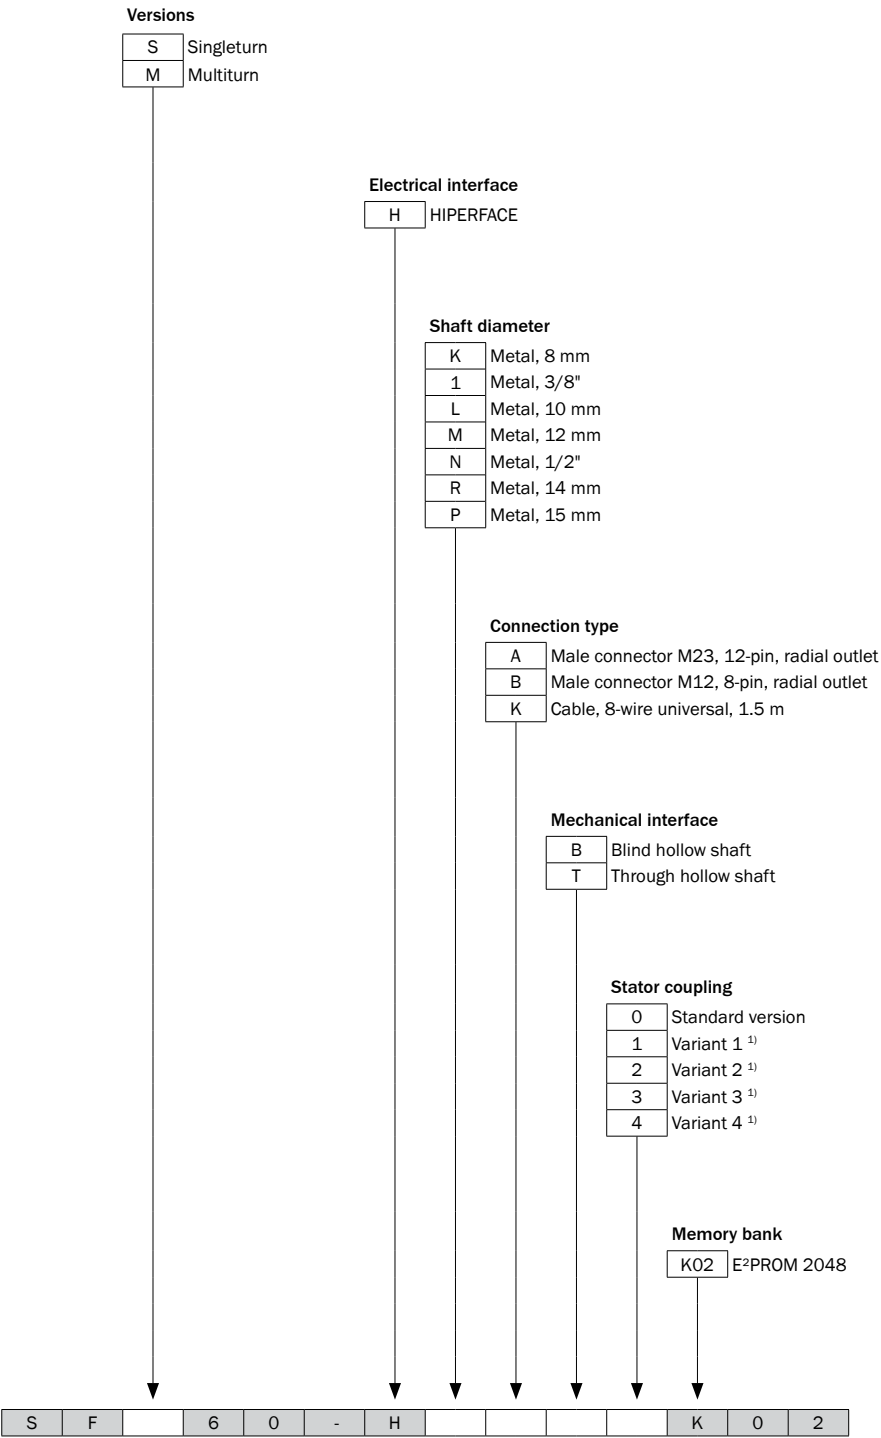 Versions
S Singleturn
M Multiturn
Electrical interface
H HIPERFACE
Shaft diameter
K Metal, 8 mm
1 Metal, 3/8"
L Metal, 10 mm
M Metal, 12 mm
N Metal, 1/2"
R Metal, 14 mm
P Metal, 15 mm
Connection type
A Male connector M23, 12-pin, radial outlet
B Male connector M12, 8-pin, radial outlet
K Cable, 8-wire universal, 1.5 m
Mechanical interface
B Blind hollow shaft
T Through hollow shaft
Stator coupling
0 Standard version
1 Variant 1 ¹⁾
2 Variant 2 ¹⁾
3 Variant 3 ¹⁾
4 Variant 4 ¹⁾
Memory bank
K02 E²PROM 2048
S F 6 0 - H K 0 2